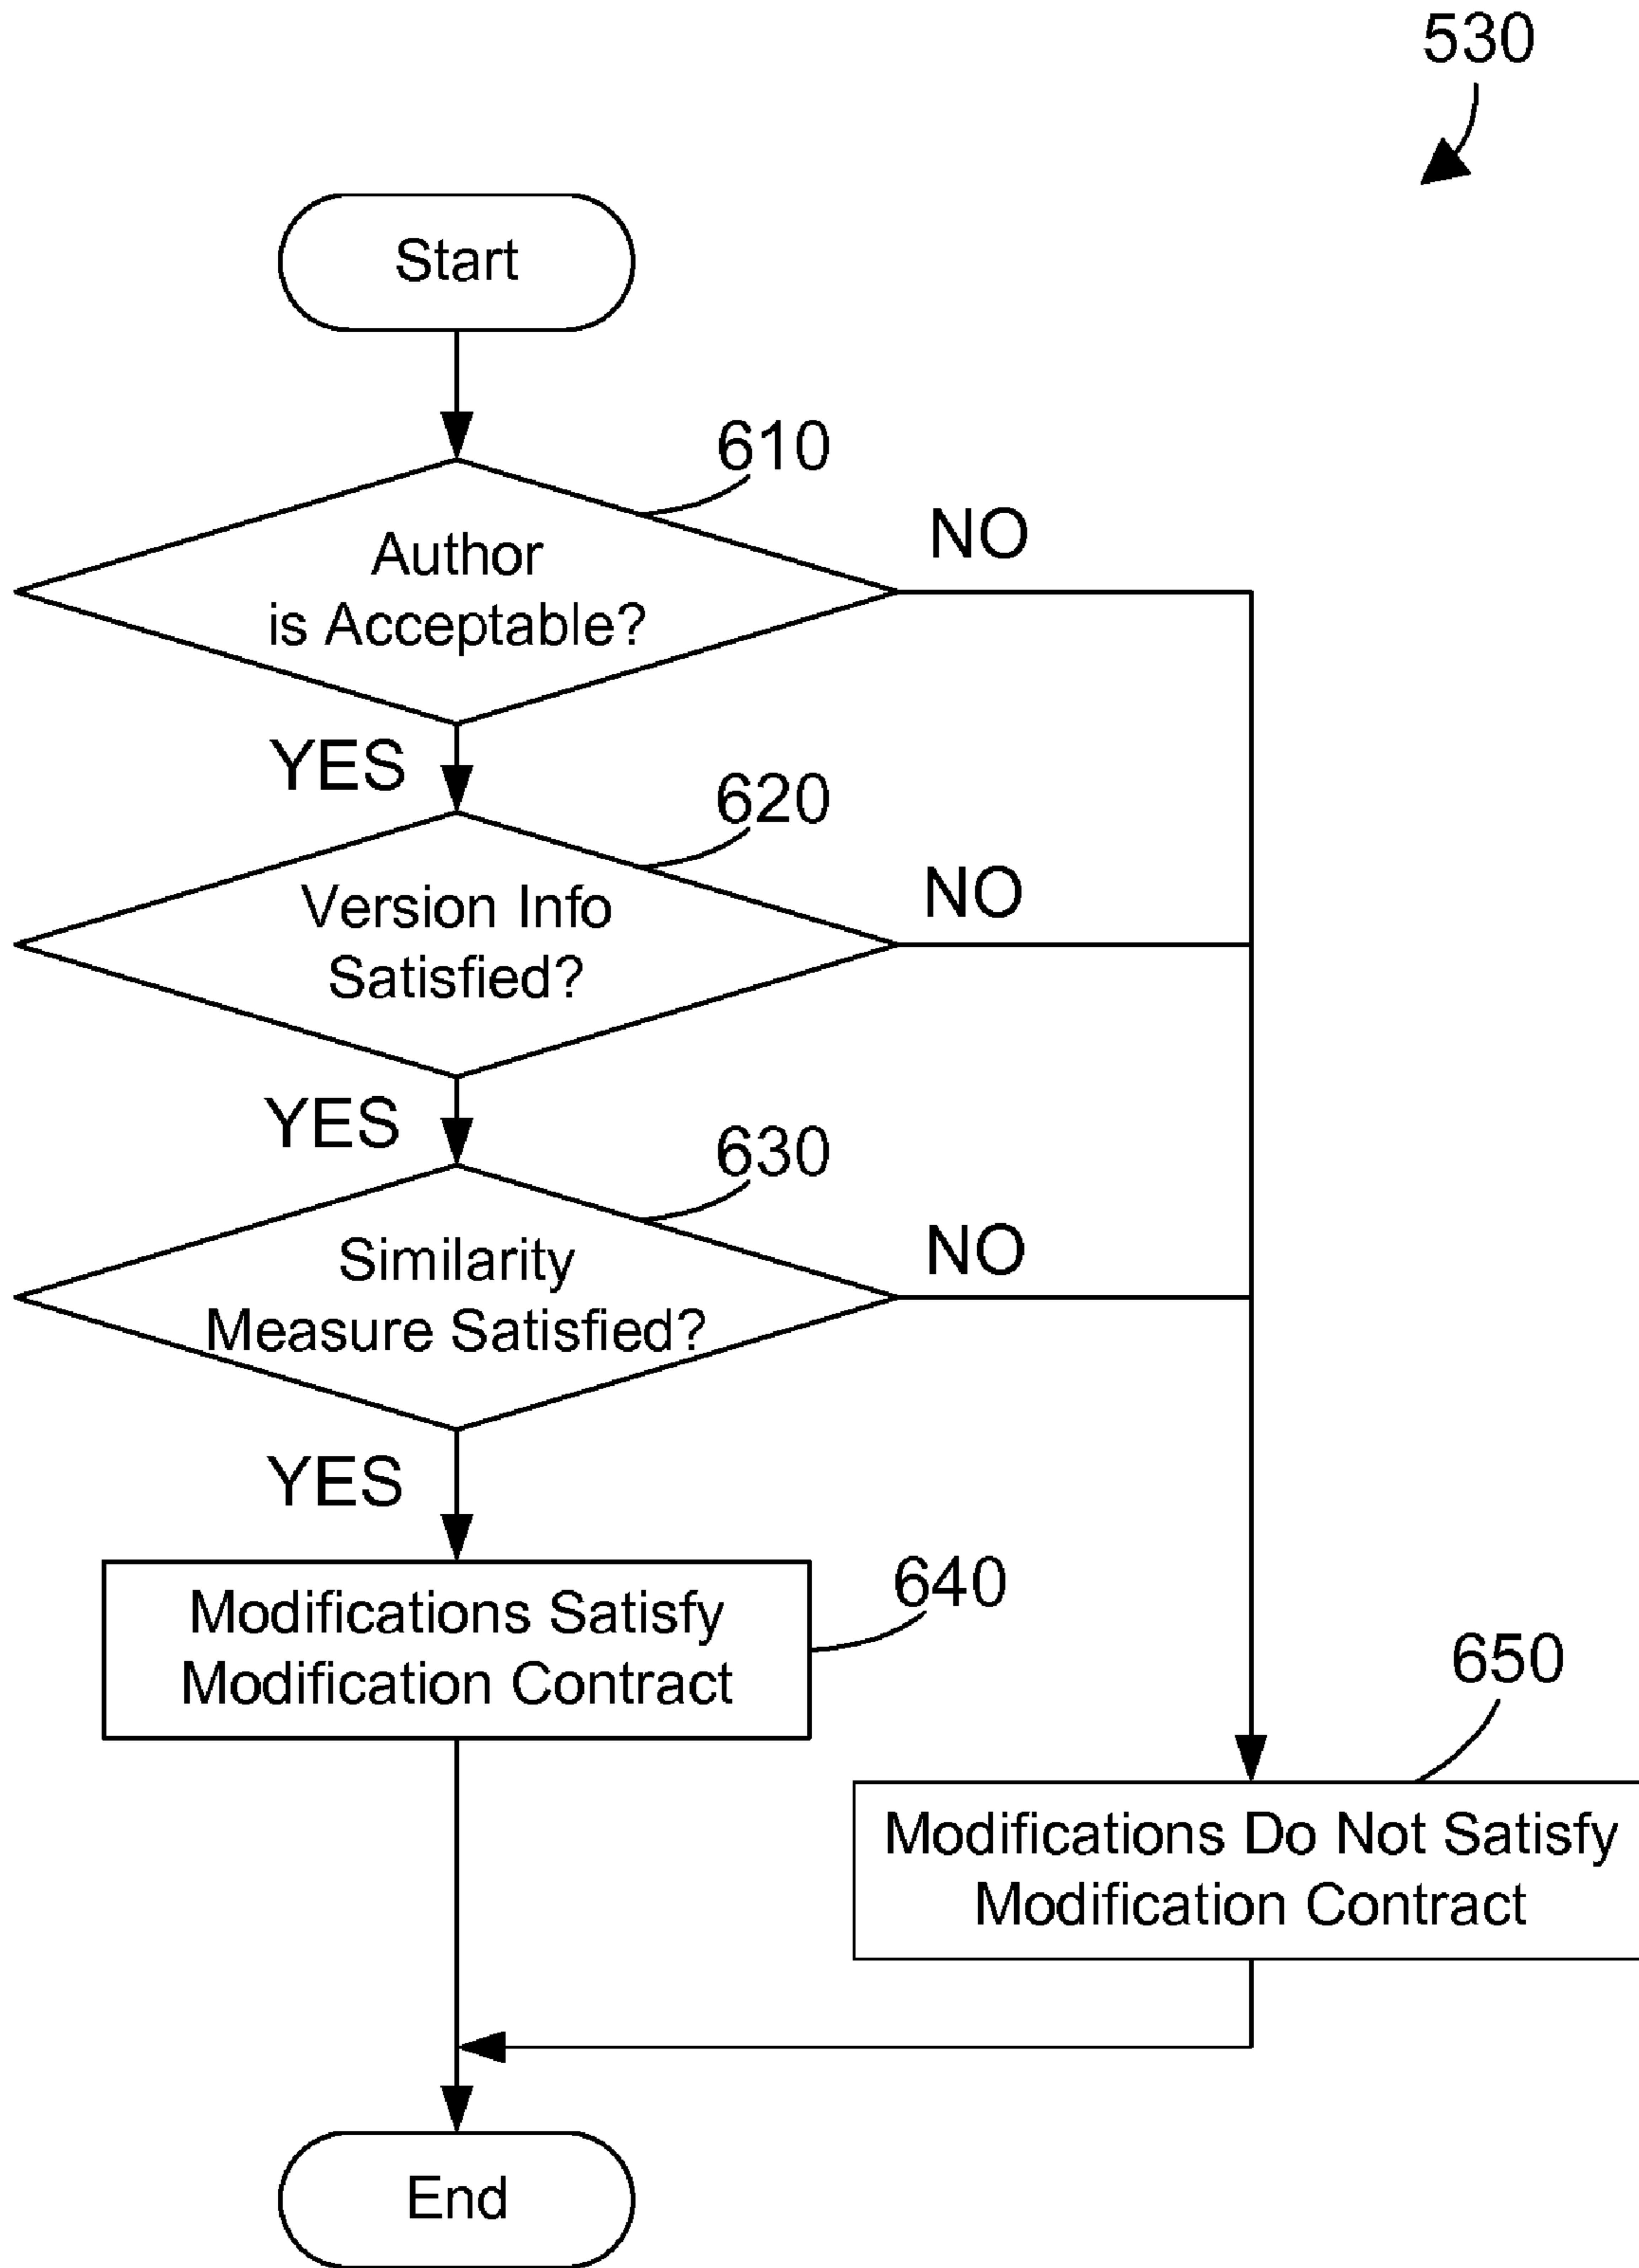 530
Start
610
Author
is Acceptable?
NO
YES
620
Version Info
Satisfied?
NO
YES
630
Similarity
Measure Satisfied?
NO
YES
640
Modifications Satisfy
Modification Contract
650
Modifications Do Not Satisfy
Modification Contract
End